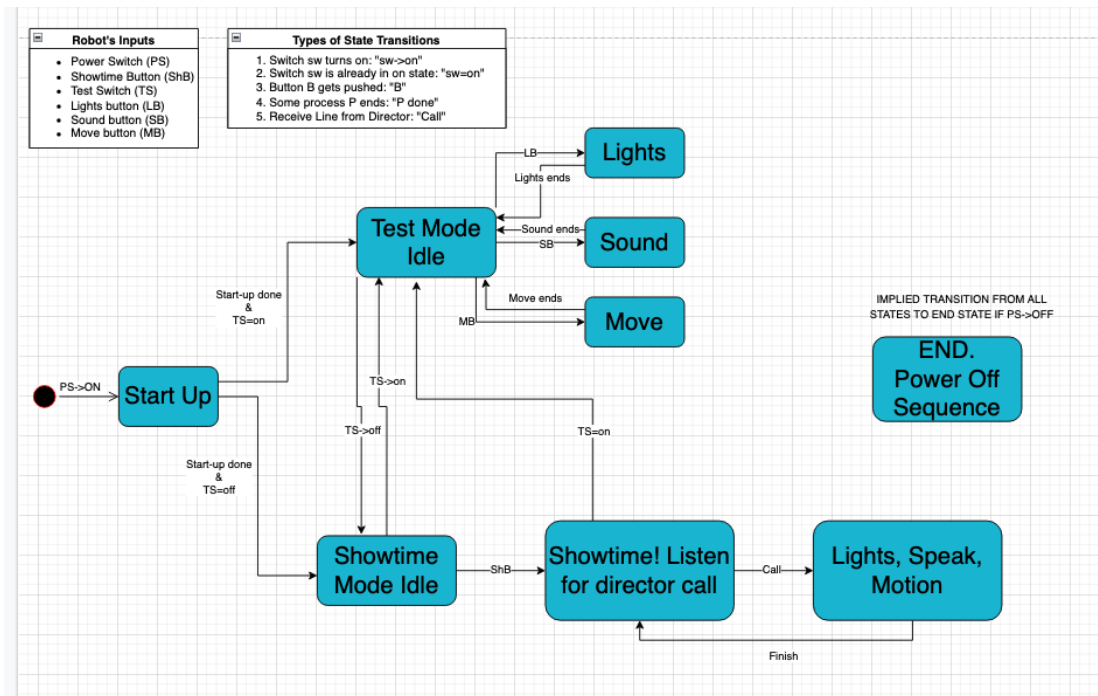 Robot's Inputs
• Power Switch (PS)
• Showtime Button (ShB)
• Test Switch (TS)
• Lights button (LB)
• Sound button (SB)
• Move button (MB)
Types of State Transitions
1. Switch sw turns on: "sw->on"
2. Switch sw is already in on state: "sw=on"
3. Button B gets pushed: "B"
4. Some process P ends: "P done"
5. Receive Line from Director: "Call"
LB
Lights
Lights ends
Test Mode
Idle
Sound ends
SB
Sound
Move ends
MB
Move
Start-up done
&
TS=on
IMPLIED TRANSITION FROM ALL
STATES TO END STATE IF PS->OFF
END.
Power Off
Sequence
PS->ON
Start Up
TS->on
TS->off
TS=on
Start-up done
&
TS=off
Showtime
Mode Idle
ShB
Showtime! Listen
for director call
Call
Lights, Speak,
Motion
Finish